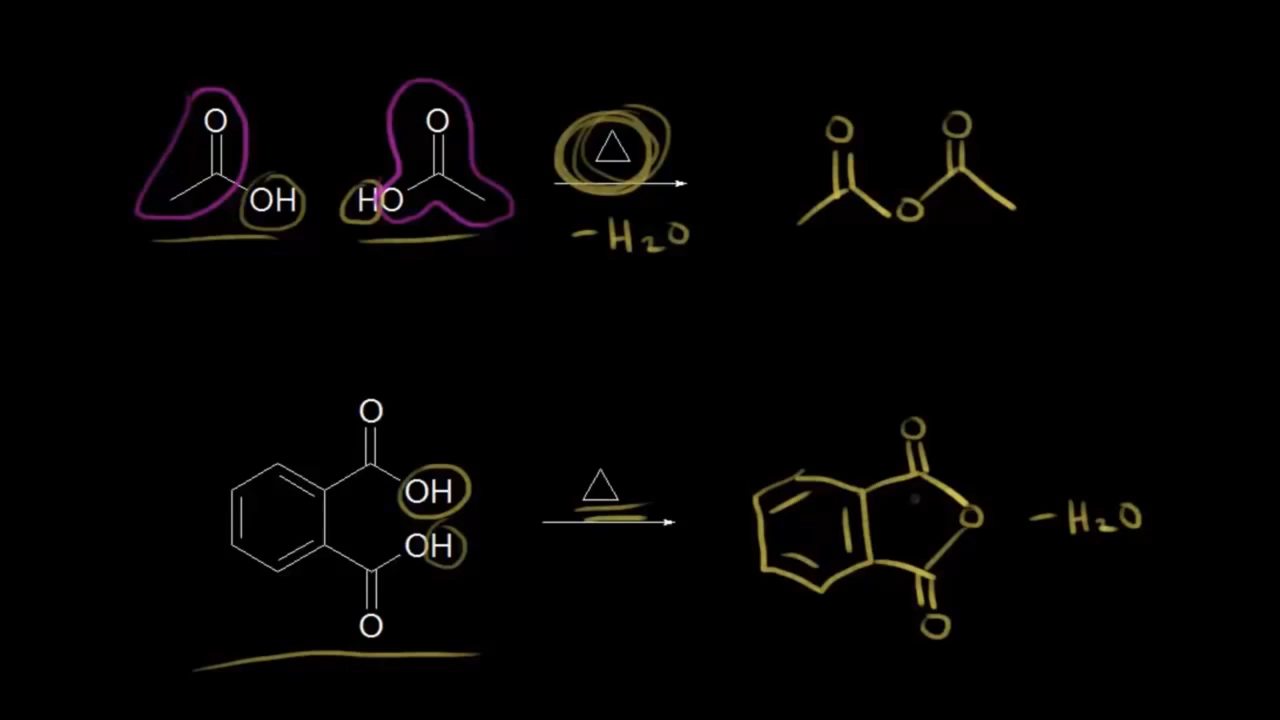 O O △ O O
OH HO O
-H₂O
O O
OH △ O -H₂O
OH
O O